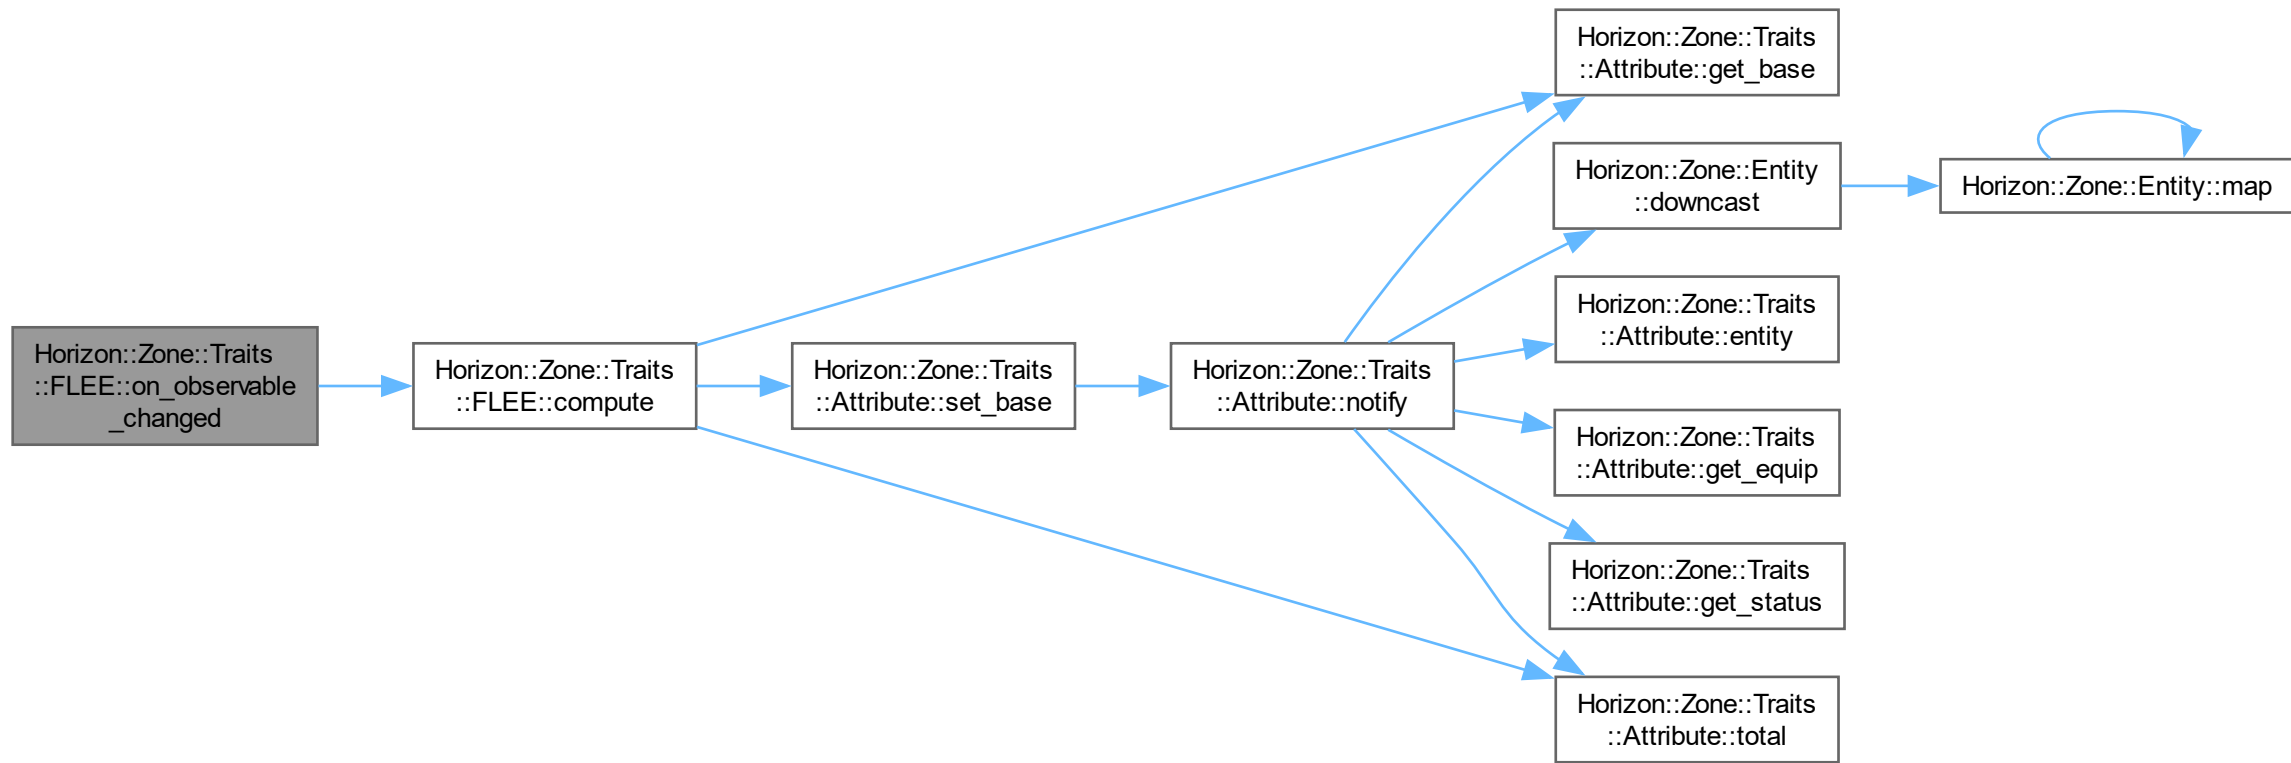 Horizon::Zone::Traits
::FLEE::on_observable
_changed
Horizon::Zone::Traits
::FLEE::compute
Horizon::Zone::Traits
::Attribute::set_base
Horizon::Zone::Traits
::Attribute::notify
Horizon::Zone::Traits
::Attribute::get_base
Horizon::Zone::Entity
::downcast
Horizon::Zone::Entity::map
Horizon::Zone::Traits
::Attribute::entity
Horizon::Zone::Traits
::Attribute::get_equip
Horizon::Zone::Traits
::Attribute::get_status
Horizon::Zone::Traits
::Attribute::total